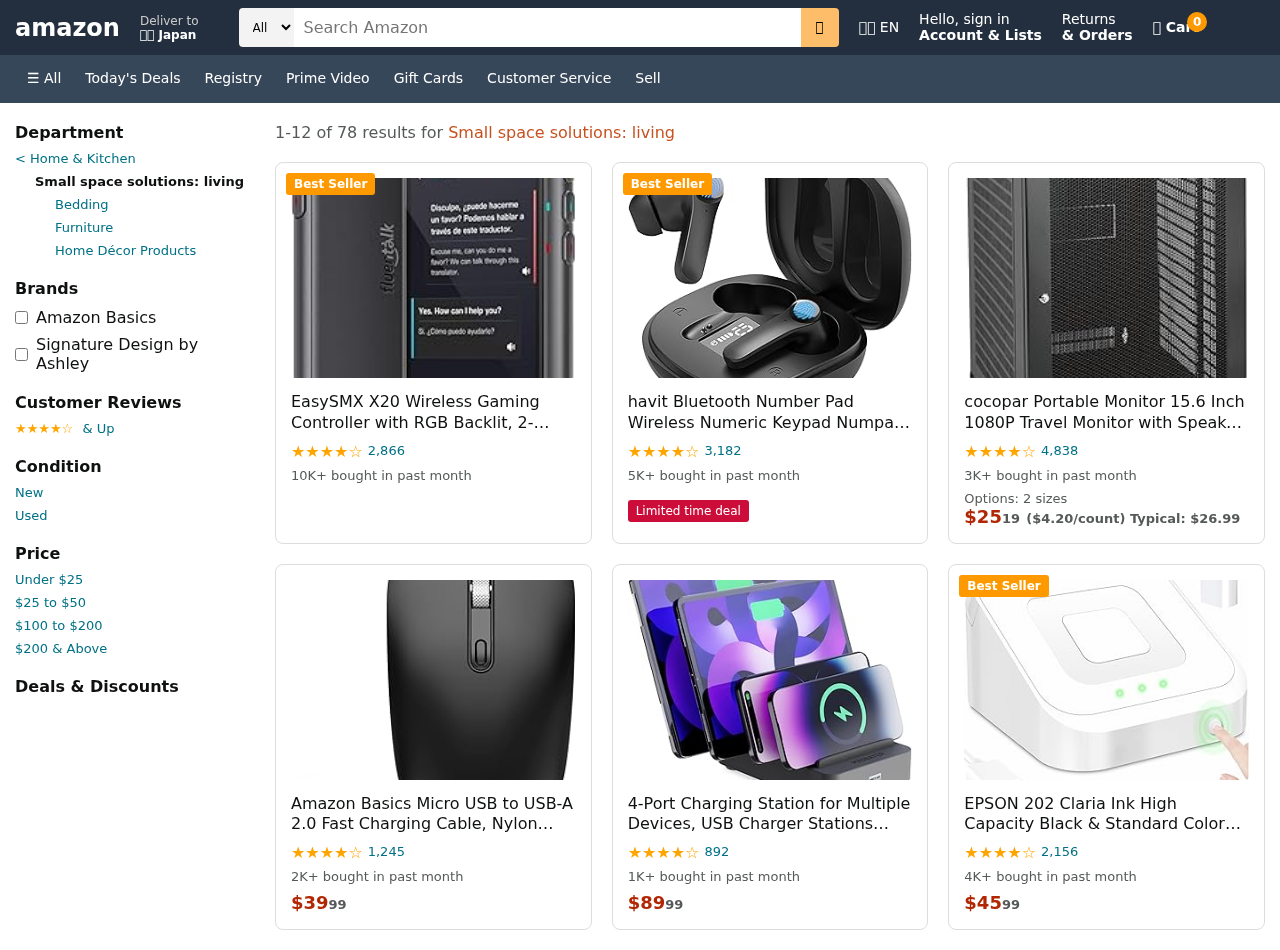 amazon
Deliver to
Japan
All
Search Amazon
EN
Hello, sign in
Account & Lists
Returns
& Orders
0
☰ All
Today's Deals
Registry
Prime Video
Gift Cards
Customer Service
Sell
Department
< Home & Kitchen
Small space solutions: living
Bedding
Furniture
Home Décor Products
Brands
Amazon Basics
Signature Design by
Ashley
Customer Reviews
★★★★☆ & Up
Condition
New
Used
Price
Under $25
$25 to $50
$100 to $200
$200 & Above
Deals & Discounts
1-12 of 78 results for Small space solutions: living
Best Seller
fluentalk
Disculpe, ¿puede hacerme
un favor? Podemos hablar a
través de este traductor.
Excuse me, can you do me a
favor? We can talk through this
translator.
Yes. How can I help you?
Sí. ¿Cómo puedo ayudarle?
EasySMX X20 Wireless Gaming
Controller with RGB Backlit, 2-...
★★★★☆ 2,866
10K+ bought in past month
Best Seller
havit Bluetooth Number Pad
Wireless Numeric Keypad Numpa...
★★★★☆ 3,182
5K+ bought in past month
Limited time deal
cocopar Portable Monitor 15.6 Inch
1080P Travel Monitor with Speak...
★★★★☆ 4,838
3K+ bought in past month
Options: 2 sizes
$25 19 ($4.20/count) Typical: $26.99
Amazon Basics Micro USB to USB-A
2.0 Fast Charging Cable, Nylon...
★★★★☆ 1,245
2K+ bought in past month
$39 99
4-Port Charging Station for Multiple
Devices, USB Charger Stations...
★★★★☆ 892
1K+ bought in past month
$89 99
Best Seller
EPSON 202 Claria Ink High
Capacity Black & Standard Color...
★★★★☆ 2,156
4K+ bought in past month
$45 99